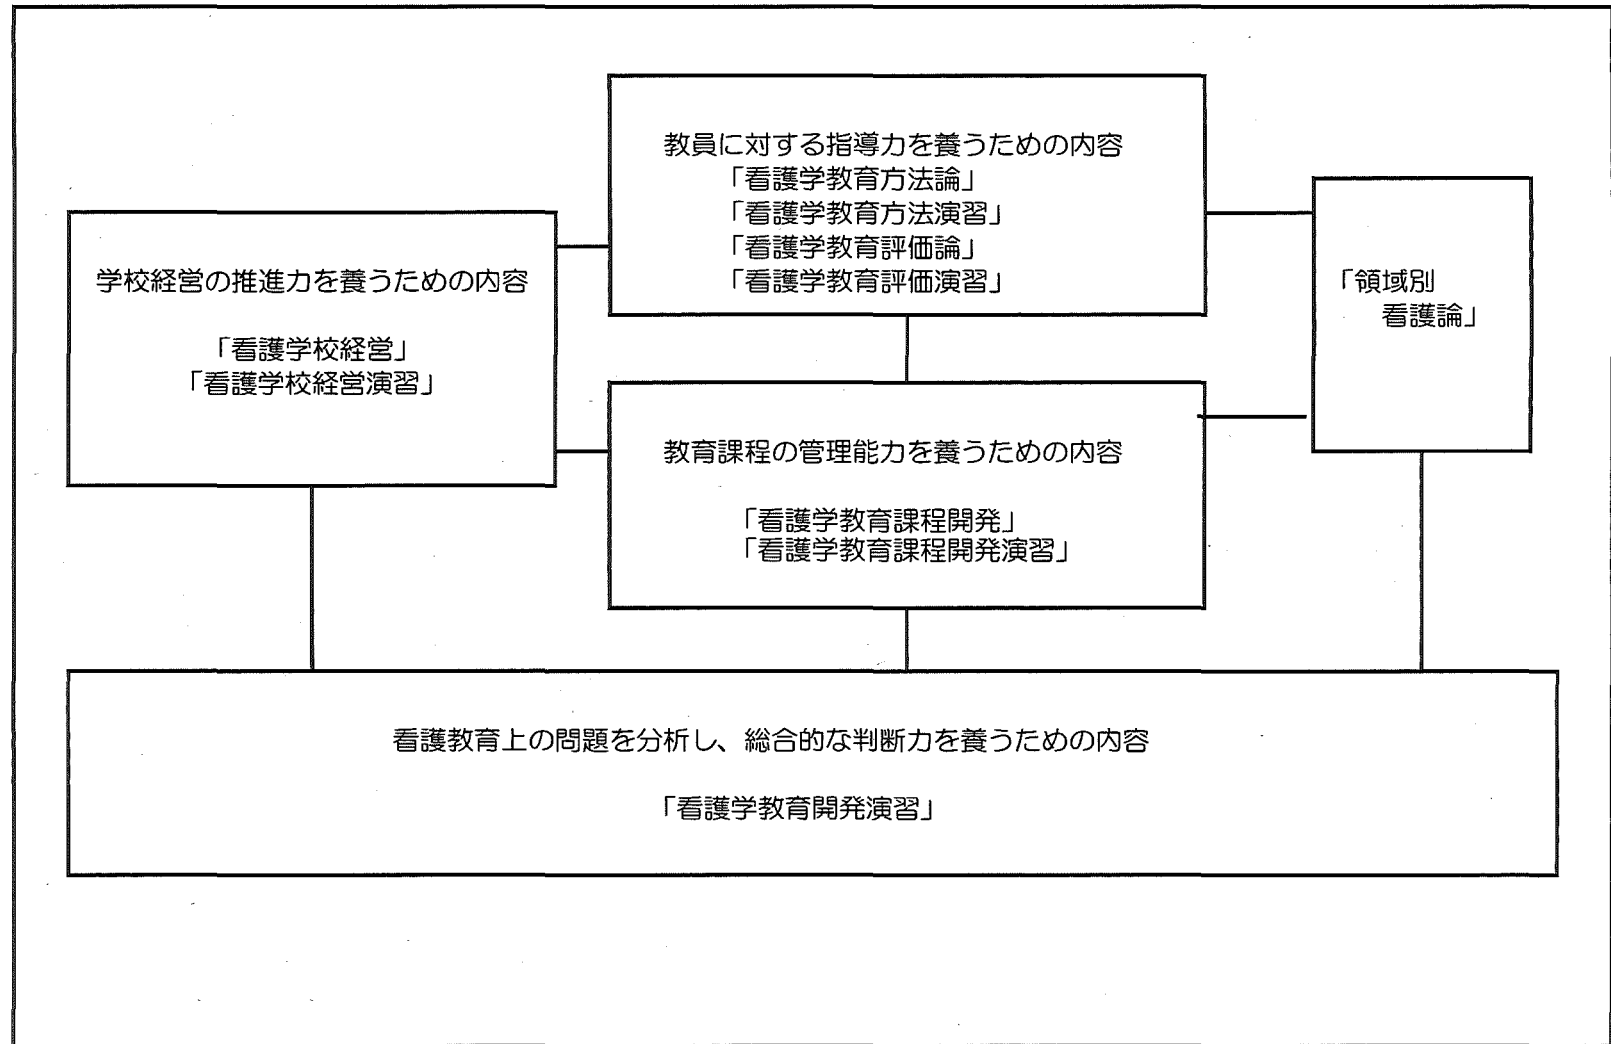 教員に対する指導力を養うための内容
「看護学教育方法論」
「看護学教育方法演習」
「看護学教育評価論」
「看護学教育評価演習」
学校経営の推進力を養うための内容
「看護学校経営」
「看護学校経営演習」
「領域別
看護論」
教育課程の管理能力を養うための内容
「看護学教育課程開発」
「看護学教育課程開発演習」
看護教育上の問題を分析し、総合的な判断力を養うための内容
「看護学教育開発演習」